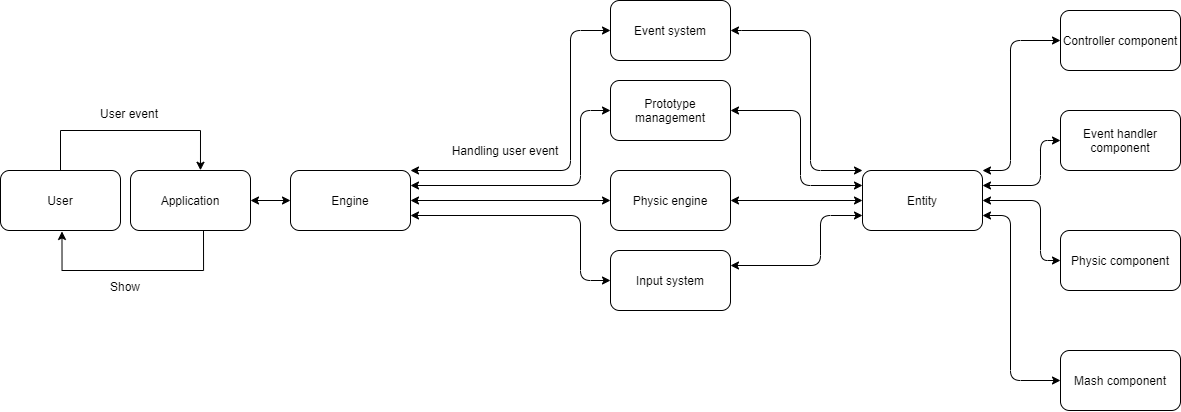 User event
User
Application
Show
Engine
Handling user event
Event system
Prototype
management
Physic engine
Input system
Entity
Controller component
Event handler
component
Physic component
Mash component